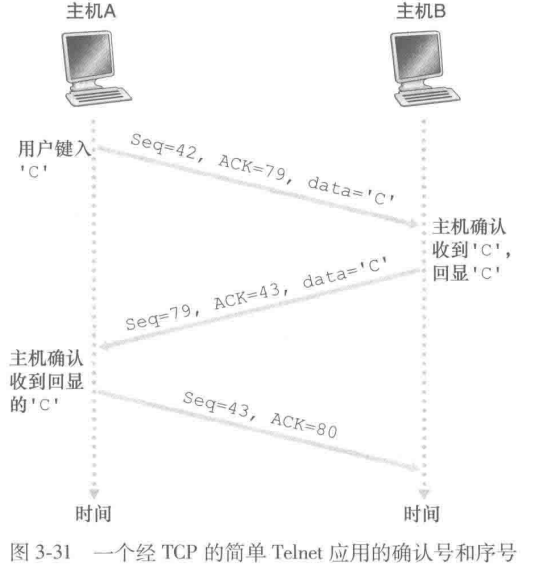 主机A
主机B
用户键入
'C'
Seq=42, ACK=79, data='C'
主机确认
收到'C',
回显'C'
Seq=79, ACK=43, data='C'
主机确认
收到回显
的'C'
Seq=43, ACK=80
时间
时间
图 3-31 一个经 TCP 的简单 Telnet 应用的确认号和序号